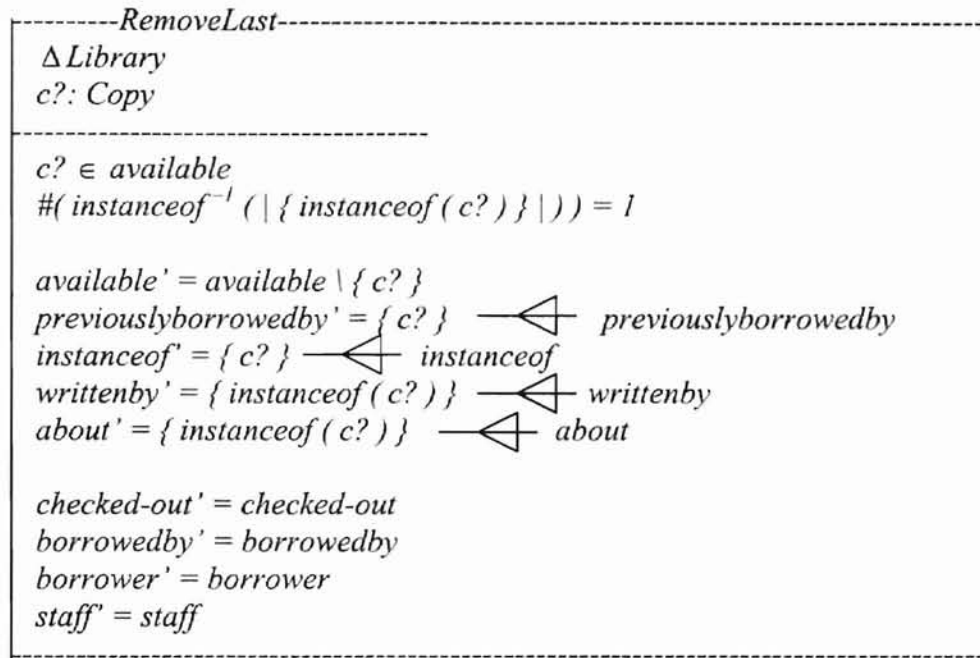 RemoveLast
Δ Library
c?: Copy
c? ∈ available
#( instanceof⁻¹ ( | { instanceof ( c? ) } | ) ) = 1
available' = available \ { c? }
previouslyborrowedby' = { c? } ⩤ previouslyborrowedby
instanceof' = { c? } ⩤ instanceof
writtenby' = { instanceof ( c? ) } ⩤ writtenby
about' = { instanceof ( c? ) } ⩤ about
checked-out' = checked-out
borrowedby' = borrowedby
borrower' = borrower
staff' = staff